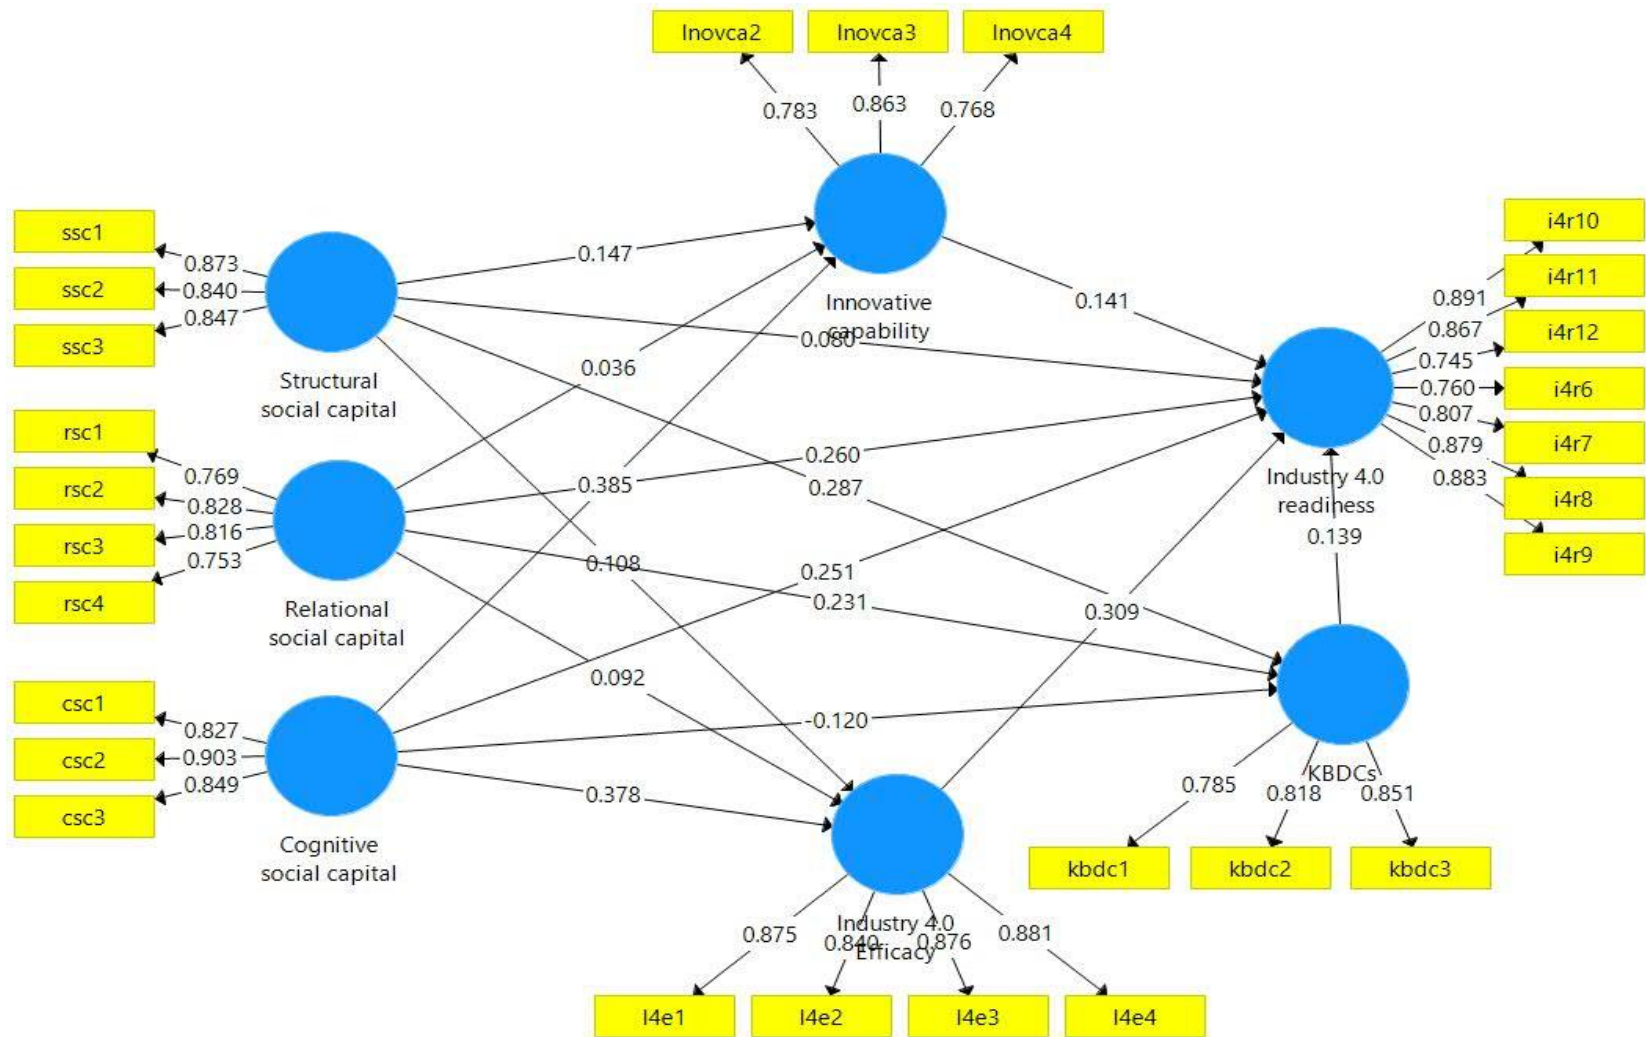 Inovca2 Inovca3 Inovca4
0.783 0.863 0.768
ssc1
ssc2
ssc3
0.873
0.840
0.847
Structural
social capital
rsc1
rsc2
rsc3
rsc4
0.769
0.828
0.816
0.753
Relational
social capital
csc1
csc2
csc3
0.827
0.903
0.849
Cognitive
social capital
0.147
0.036
0.385
0.108
0.092
0.378
Innovative
capability
0.080
0.260
0.287
0.251
0.231
-0.120
0.141
0.309
0.139
Industry 4.0
readiness
0.891
0.867
0.745
0.760
0.807
0.879
0.883
i4r10
i4r11
i4r12
i4r6
i4r7
i4r8
i4r9
KBDCs
0.785 0.818 0.851
kbdc1 kbdc2 kbdc3
Industry 4.0
Efficacy
0.875 0.840 0.876 0.881
I4e1 I4e2 I4e3 I4e4